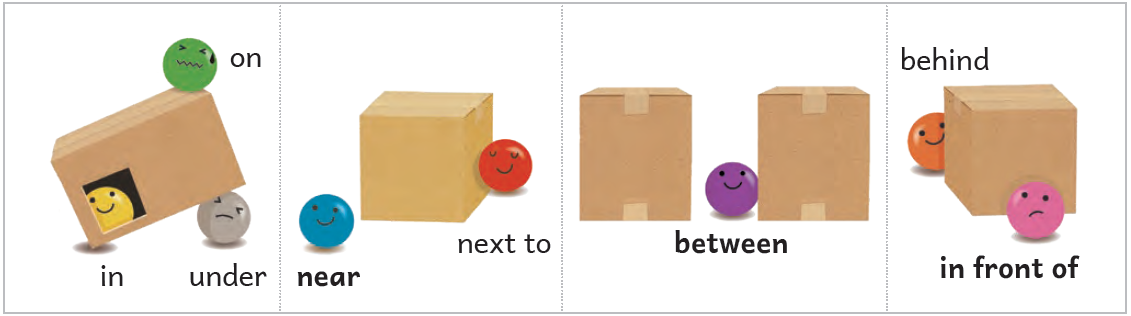 on
in
under
near
next to
between
behind
in front of